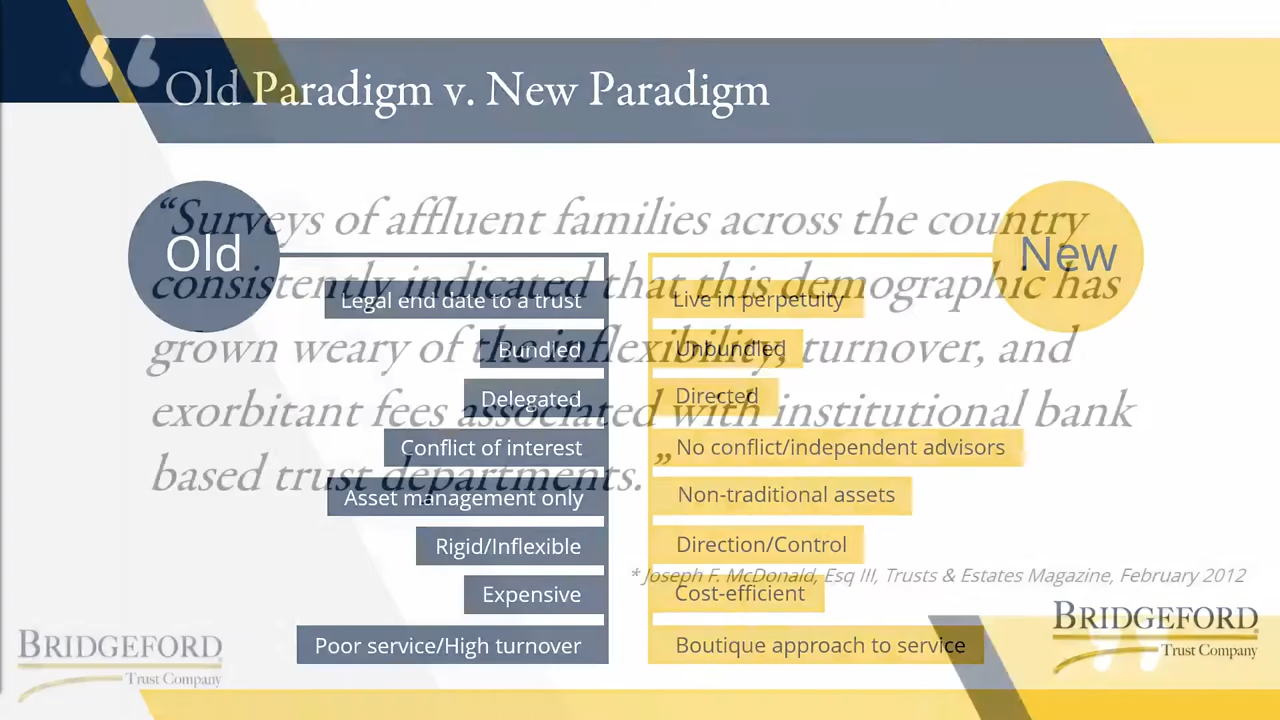 “
Old Paradigm v. New Paradigm
“Surveys of affluent families across the country
consistently indicated that this demographic has
grown weary of the inflexibility, turnover, and
exorbitant fees associated with institutional bank
based trust departments.”
* Joseph F. McDonald, Esq III, Trusts & Estates Magazine, February 2012
Old
Legal end date to a trust
Bundled
Delegated
Conflict of interest
Asset management only
Rigid/Inflexible
Expensive
Poor service/High turnover
New
Live in perpetuity
Unbundled
Directed
No conflict/independent advisors
Non-traditional assets
Direction/Control
Cost-efficient
Boutique approach to service
BRIDGEFORD
Trust Company
BRIDGEFORD
Trust Company
”